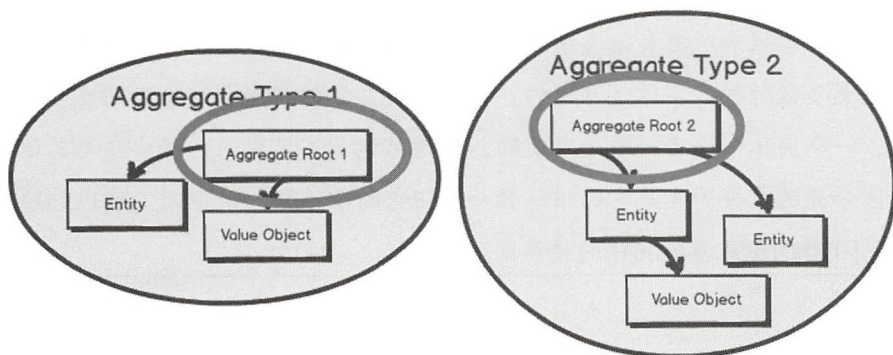 Aggregate Type 1
Aggregate Root 1
Entity
Value Object
Aggregate Type 2
Aggregate Root 2
Entity
Entity
Value Object